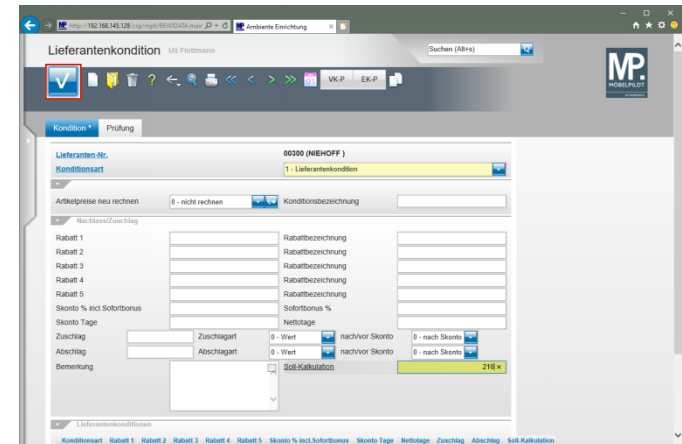 http://192.168.145.128/ccp/mp6/BEWIDATA.main
Ambiente Einrichtung
Lieferantenkondition Uli Flottmann
Suchen (Alt+s)
MP.
MÖBELPILOT
VK-P EK-P
Kondition * Prüfung
Lieferanten-Nr. 00300 (NIEHOFF )
Konditionsart 1 - Lieferantenkondition
Artikelpreise neu rechnen 0 - nicht rechnen Konditionsbezeichnung
Nachlass/Zuschlag
Rabatt 1 Rabattbezeichnung
Rabatt 2 Rabattbezeichnung
Rabatt 3 Rabattbezeichnung
Rabatt 4 Rabattbezeichnung
Rabatt 5 Rabattbezeichnung
Skonto % incl.Sofortbonus Sofortbonus %
Skonto Tage Nettotage
Zuschlag Zuschlagart 0 - Wert nach/vor Skonto 0 - nach Skonto
Abschlag Abschlagart 0 - Wert nach/vor Skonto 0 - nach Skonto
Bemerkung Soll-Kalkulation 210
Lieferantenkonditionen
Konditionsart Rabatt 1 Rabatt 2 Rabatt 3 Rabatt 4 Rabatt 5 Skonto % incl.Sofortbonus Skonto Tage Nettotage Zuschlag Abschlag Soll-Kalkulation